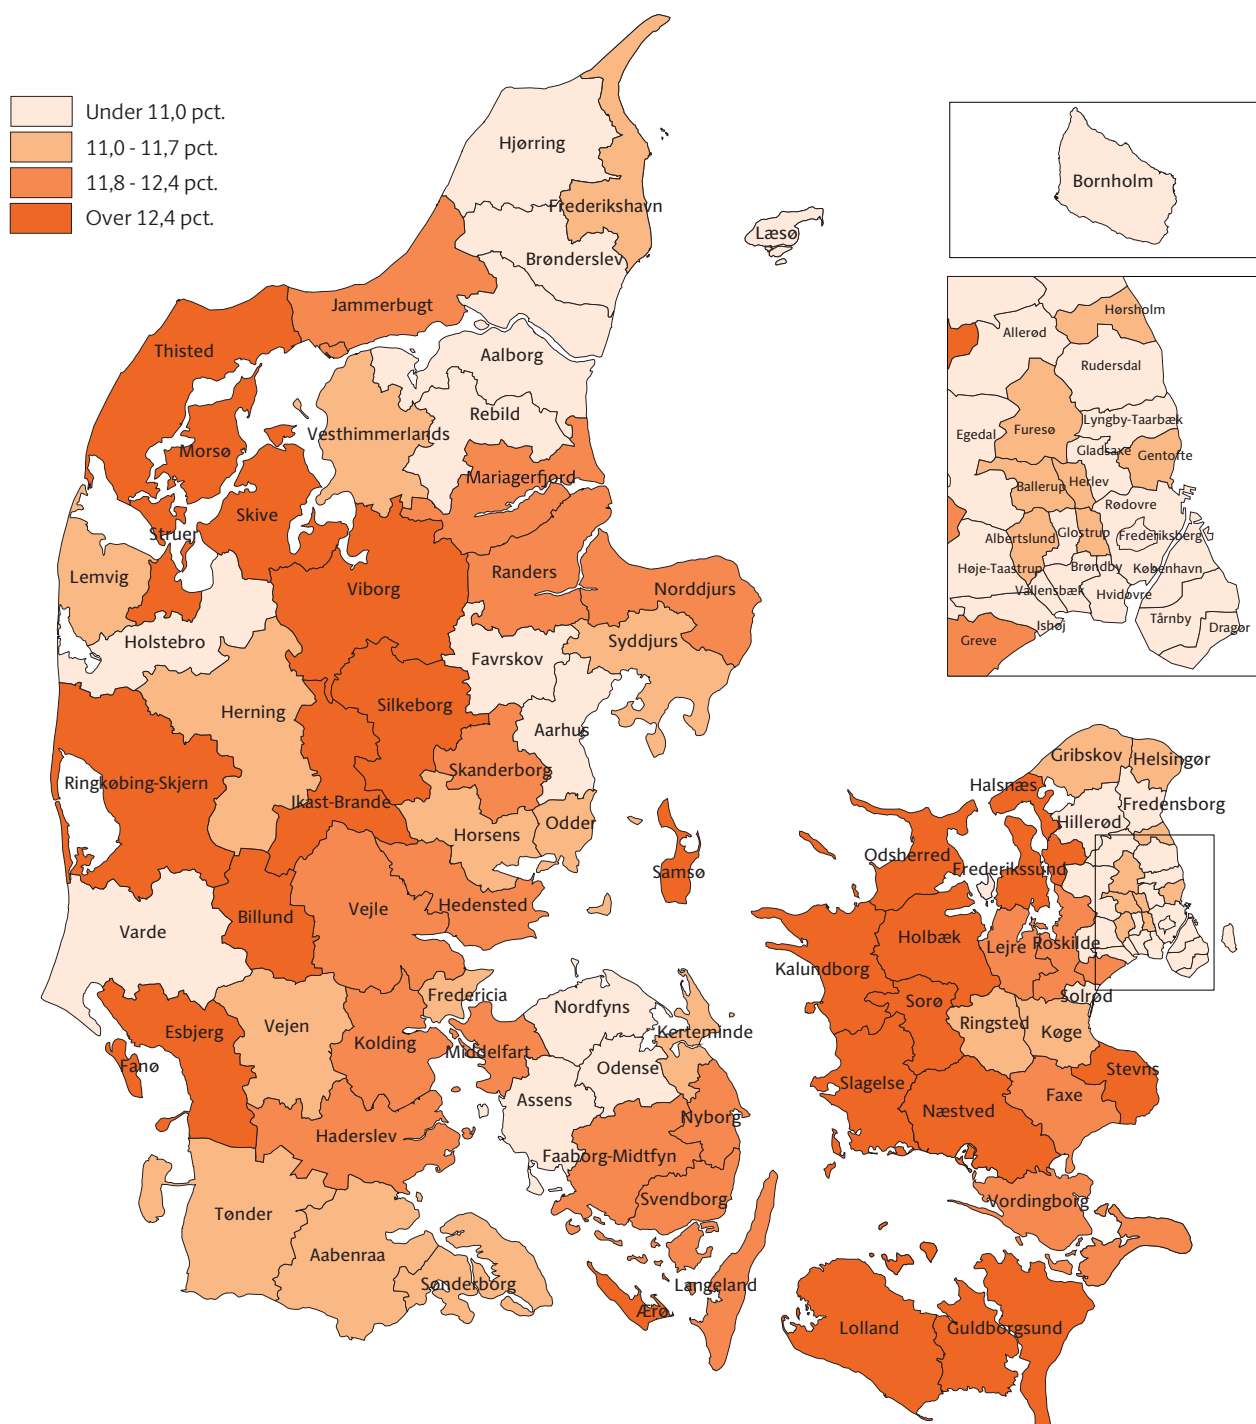 Under 11,0 pct.
11,0 - 11,7 pct.
11,8 - 12,4 pct.
Over 12,4 pct.
Hjørring
Frederikshavn
Læsø
Brønderslev
Jammerbugt
Thisted
Aalborg
Rebild
Vesthimmerlands
Morsø
Mariagerfjord
Skive
Struer
Lemvig
Viborg
Randers
Norddjurs
Holstebro
Favrskov
Syddjurs
Herning
Silkeborg
Aarhus
Skanderborg
Ringkøbing-Skjern
Ikast-Brande
Horsens
Odder
Samsø
Hedensted
Vejle
Billund
Varde
Fredericia
Vejen
Esbjerg
Kolding
Fanø
Middelfart
Nordfyns
Kerteminde
Odense
Assens
Nyborg
Haderslev
Faaborg-Midtfyn
Svendborg
Tønder
Aabenraa
Sønderborg
Langeland
Ærø
Bornholm
Hørsholm
Allerød
Rudersdal
Lyngby-Taarbæk
Egedal
Furesø
Gladsaxe
Gentofte
Ballerup
Herlev
Rødovre
Albertslund
Glostrup
Frederiksberg
Høje-Taastrup
Brøndby
København
Vallensbæk
Hvidøvre
Ishøj
Tårnby
Dragør
Greve
Gribskov
Helsingør
Halsnæs
Fredensborg
Hillerød
Odsherred
Frederikssund
Holbæk
Lejre
Roskilde
Kalundborg
Solrød
Sorø
Ringsted
Køge
Stevns
Slagelse
Næstved
Faxe
Vordingborg
Lolland
Guldborgsund